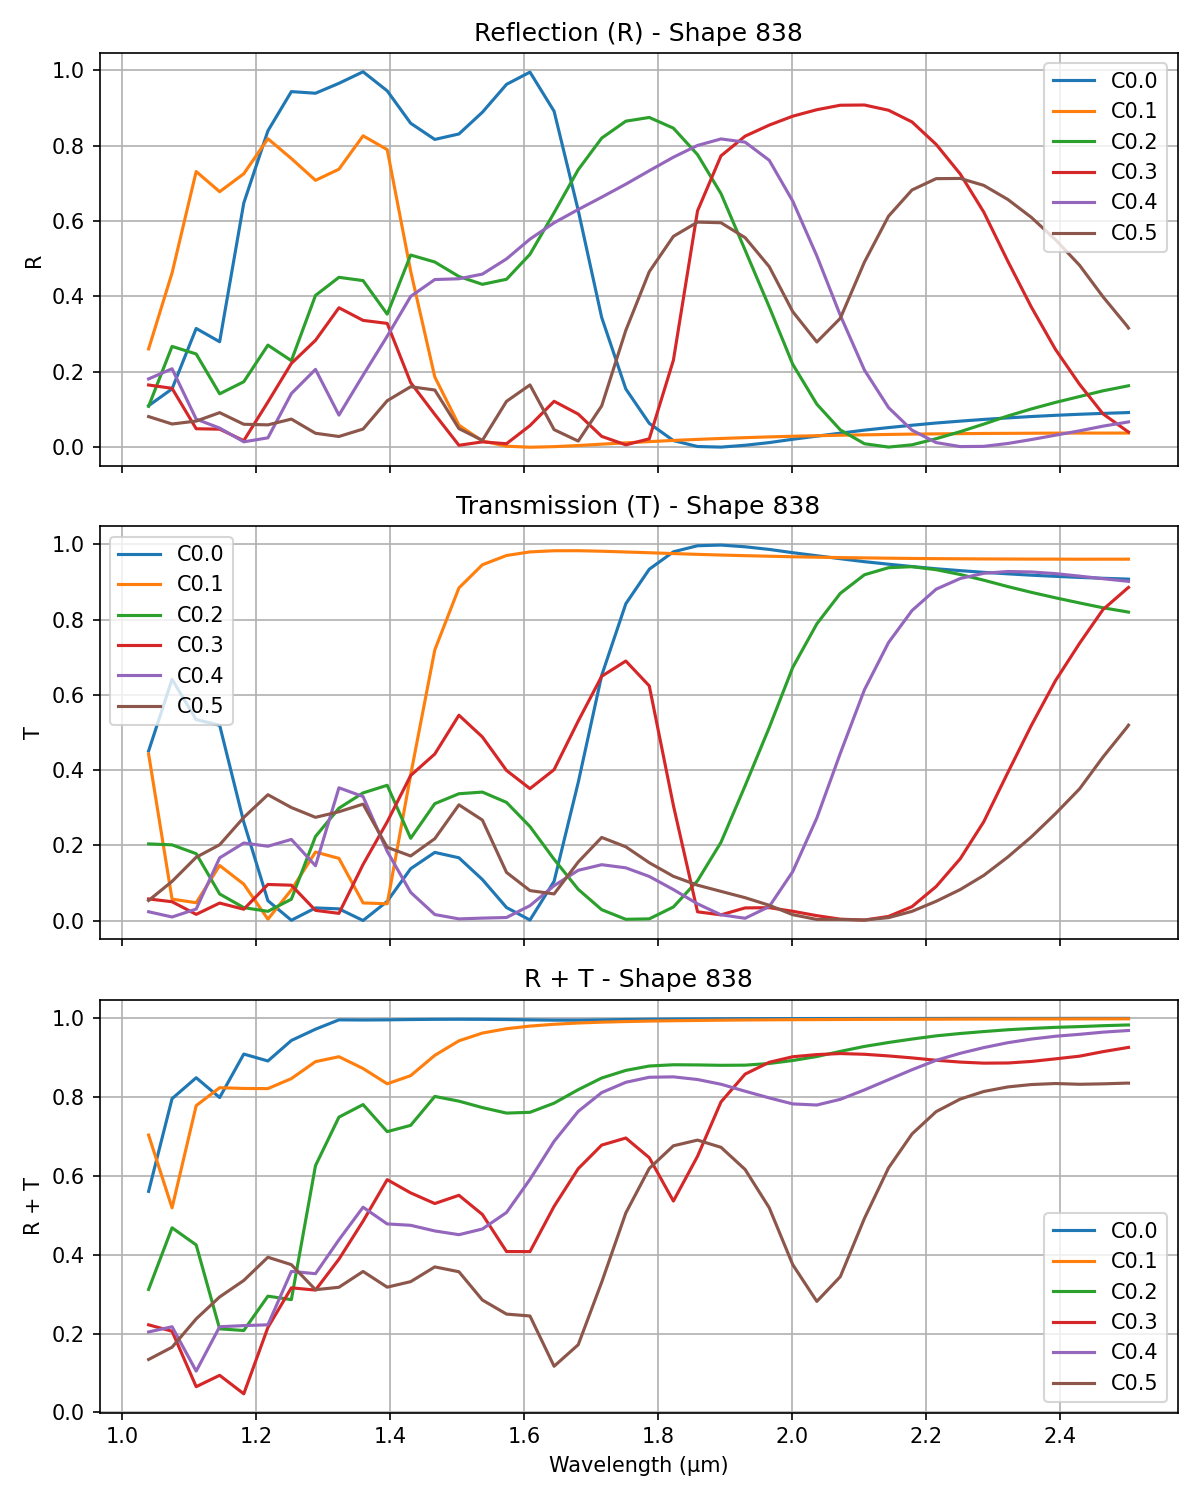 Reflection (R) - Shape 838
1.0
0.8
0.6
0.4
0.2
0.0
R
C0.0
C0.1
C0.2
C0.3
C0.4
C0.5
Transmission (T) - Shape 838
1.0
0.8
0.6
0.4
0.2
0.0
T
C0.0
C0.1
C0.2
C0.3
C0.4
C0.5
R + T - Shape 838
1.0
0.8
0.6
0.4
0.2
0.0
R + T
C0.0
C0.1
C0.2
C0.3
C0.4
C0.5
1.0 1.2 1.4 1.6 1.8 2.0 2.2 2.4
Wavelength (μm)